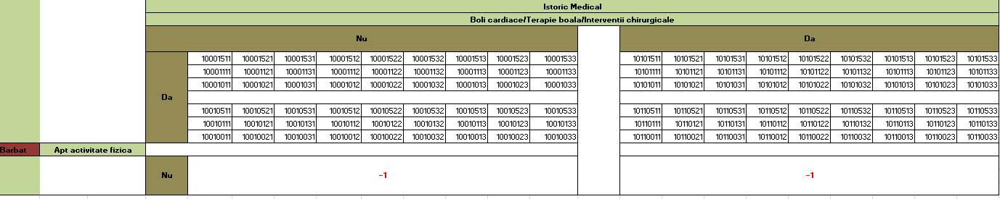 Istoric Medical
Boli cardiace/Terapie boala/Interventii chirurgicale
Nu Da
10001511 10001521 10001531 10001512 10001522 10001532 10001513 10001523 10001533 10101511 10101521 10101531 10101512 10101522 10101532 10101513 10101523 10101533
10001111 10001121 10001131 10001112 10001122 10001132 10001113 10001123 10001133 10101111 10101121 10101131 10101112 10101122 10101132 10101113 10101123 10101133
10001011 10001021 10001031 10001012 10001022 10001032 10001013 10001023 10001033 10101011 10101021 10101031 10101012 10101022 10101032 10101013 10101023 10101033
Da
10010511 10010521 10010531 10010512 10010522 10010532 10010513 10010523 10010533 10110511 10110521 10110531 10110512 10110522 10110532 10110513 10110523 10110533
10010111 10010121 10010131 10010112 10010122 10010132 10010113 10010123 10010133 10110111 10110121 10110131 10110112 10110122 10110132 10110113 10110123 10110133
10010011 10010021 10010031 10010012 10010022 10010032 10010013 10010023 10010033 10110011 10110021 10110031 10110012 10110022 10110032 10110013 10110023 10110033
Barbat Apt activitate fizica
Nu -1 -1